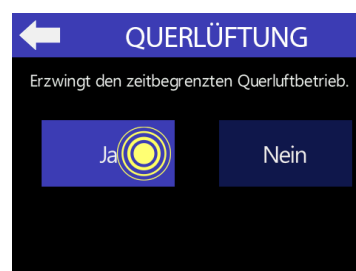 QUERLÜFTUNG
Erzwingt den zeitbegrenzten Querluftbetrieb.
Ja
Nein